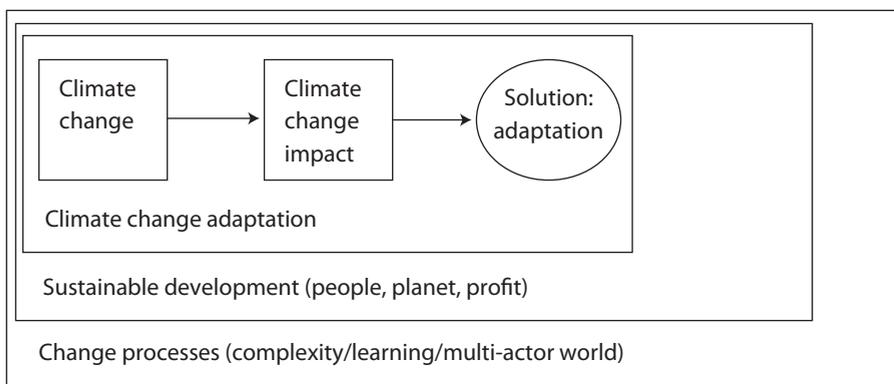 Climate
change
Climate
change
impact
Solution:
adaptation
Climate change adaptation
Sustainable development (people, planet, profit)
Change processes (complexity/learning/multi-actor world)